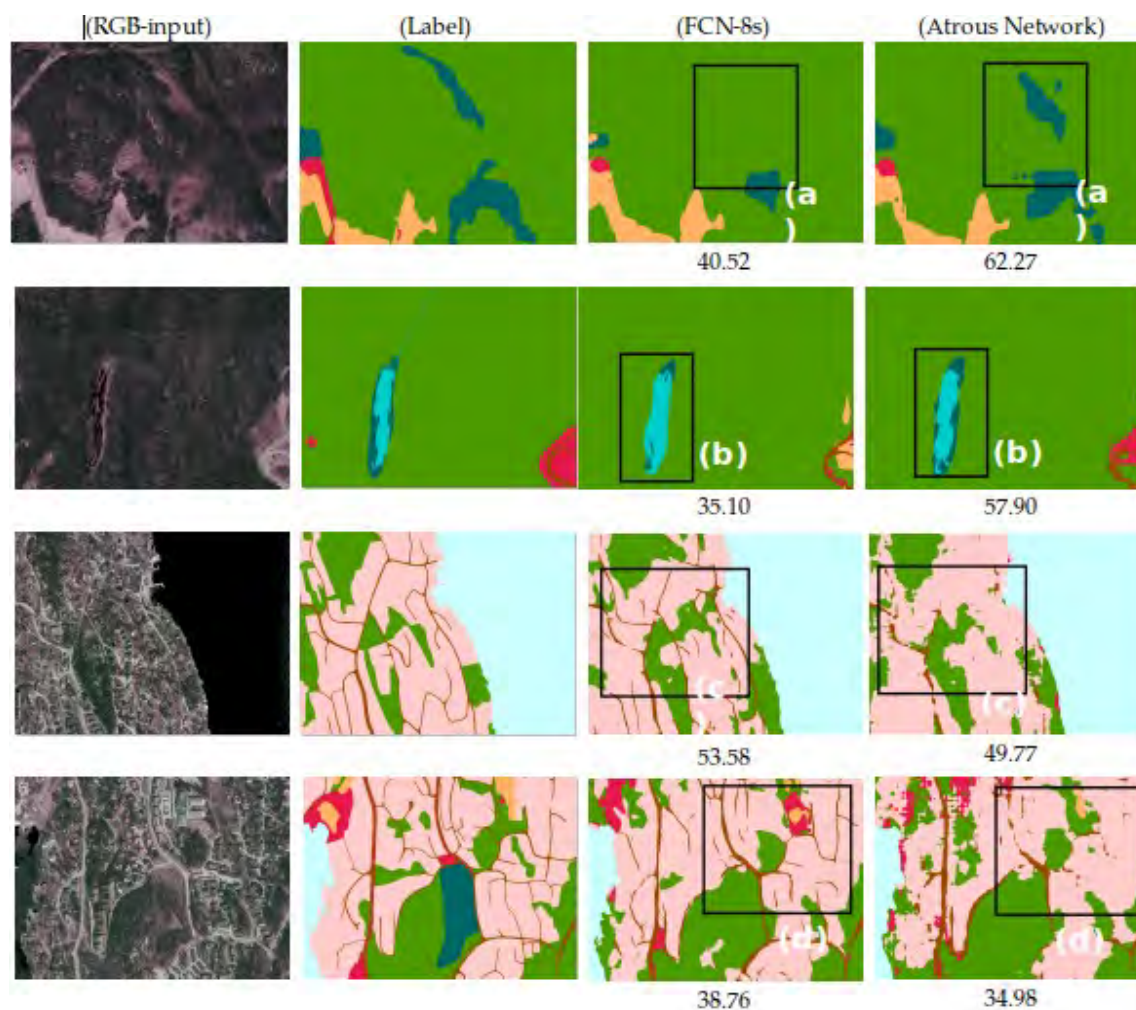 (RGB-input) (Label) (FCN-8s) (Atrous Network)
(a
)
(a
)
40.52 62.27
(b) (b)
35.10 57.90
(c
)
(c)
53.58 49.77
(d) (d)
38.76 34.98